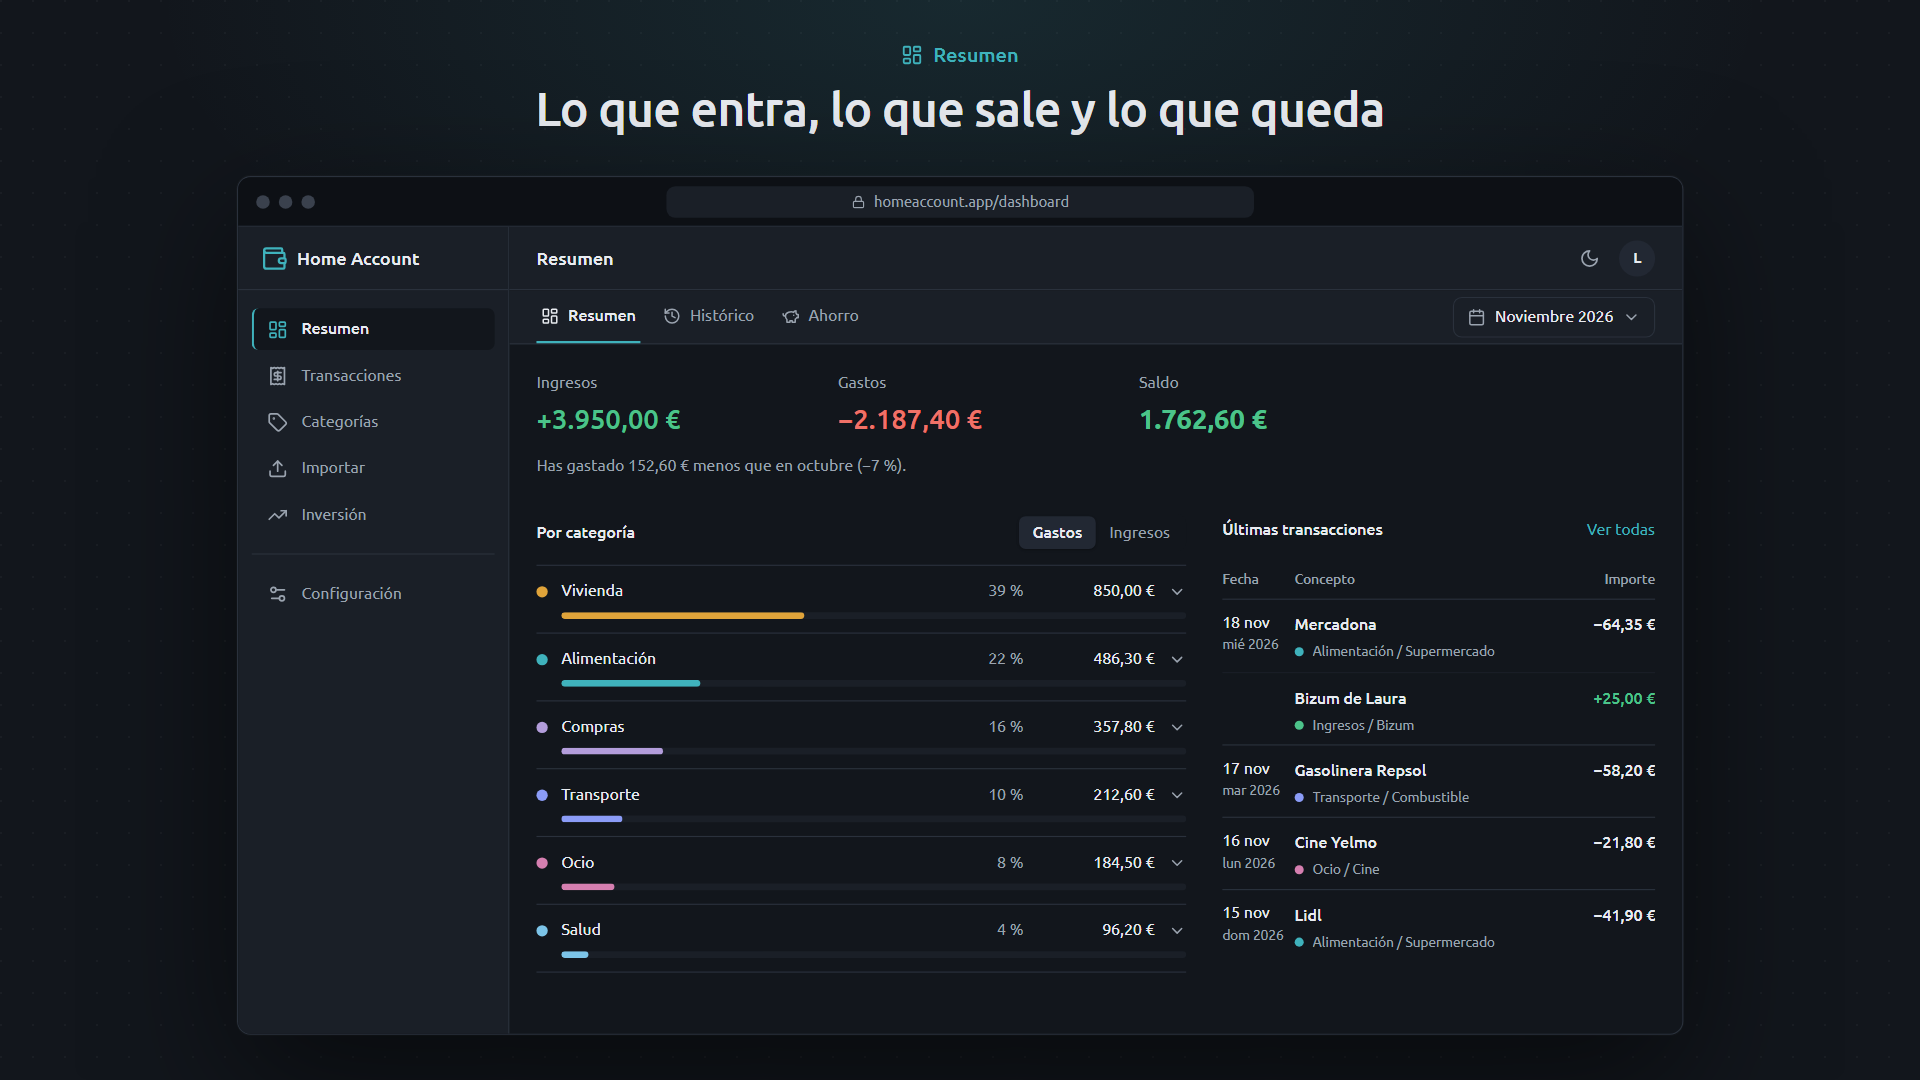 Resumen
Lo que entra, lo que sale y lo que queda
homeaccount.app/dashboard
Home Account
Resumen
L
Resumen
Transacciones
Categorías
Importar
Inversión
Configuración
Resumen
Histórico
Ahorro
Noviembre 2026
Ingresos
+3.950,00 €
Gastos
−2.187,40 €
Saldo
1.762,60 €
Has gastado 152,60 € menos que en octubre (−7 %).
Por categoría
Gastos
Ingresos
Vivienda 39 % 850,00 €
Alimentación 22 % 486,30 €
Compras 16 % 357,80 €
Transporte 10 % 212,60 €
Ocio 8 % 184,50 €
Salud 4 % 96,20 €
Últimas transacciones
Ver todas
Fecha Concepto Importe
18 nov Mercadona −64,35 €
mié 2026 Alimentación / Supermercado
Bizum de Laura +25,00 €
Ingresos / Bizum
17 nov Gasolinera Repsol −58,20 €
mar 2026 Transporte / Combustible
16 nov Cine Yelmo −21,80 €
lun 2026 Ocio / Cine
15 nov Lidl −41,90 €
dom 2026 Alimentación / Supermercado